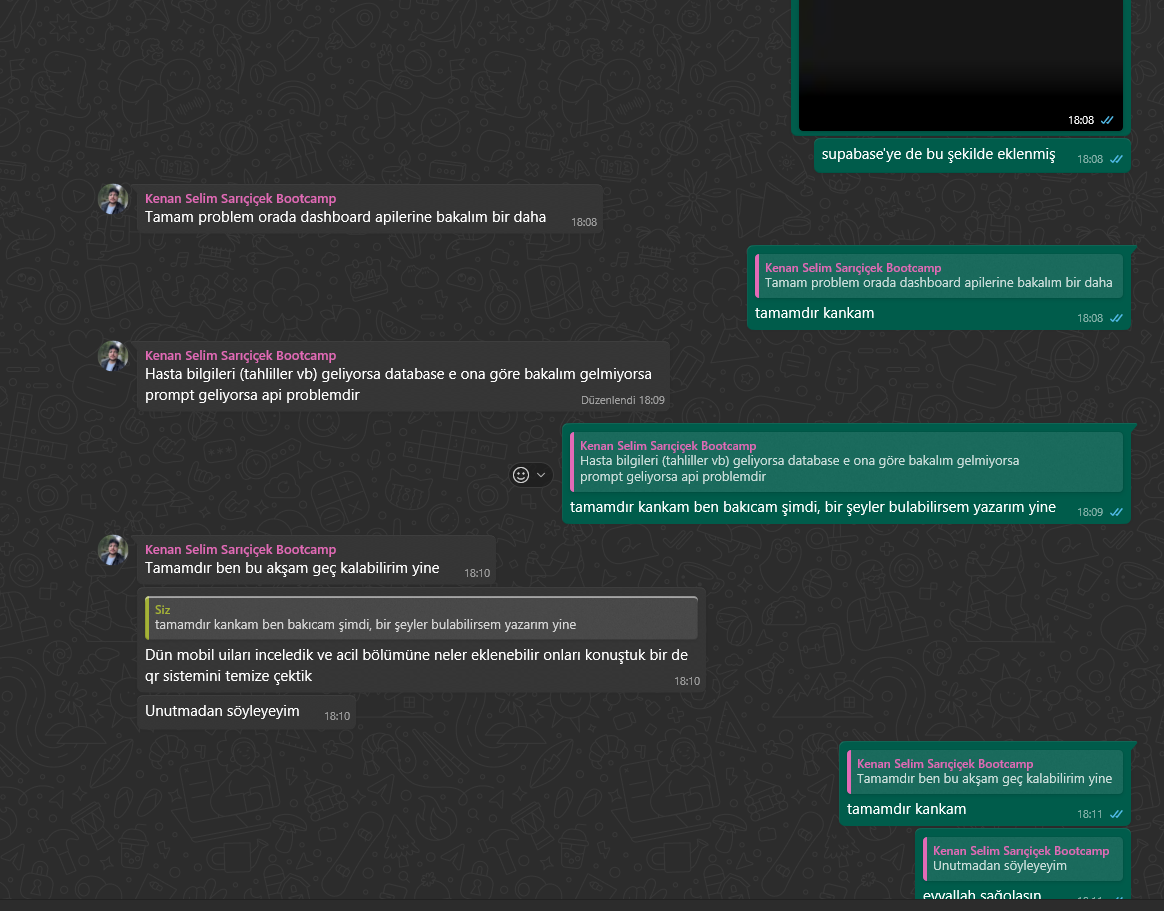 18:08
supabase'ye de bu şekilde eklenmiş
18:08
Kenan Selim Sarıçiçek Bootcamp
Tamam problem orada dashboard apilerine bakalım bir daha
18:08
Kenan Selim Sarıçiçek Bootcamp
Tamam problem orada dashboard apilerine bakalım bir daha
tamamdır kankam
18:08
Kenan Selim Sarıçiçek Bootcamp
Hasta bilgileri (tahliller vb) geliyorsa database e ona göre bakalım gelmiyorsa
prompt geliyorsa api problemdir
Düzenlendi 18:09
Kenan Selim Sarıçiçek Bootcamp
Hasta bilgileri (tahliller vb) geliyorsa database e ona göre bakalım gelmiyorsa
prompt geliyorsa api problemdir
tamamdır kankam ben bakıcam şimdi, bir şeyler bulabilirsem yazarım yine
18:09
Kenan Selim Sarıçiçek Bootcamp
Tamamdır ben bu akşam geç kalabilirim yine
18:10
Siz
tamamdır kankam ben bakıcam şimdi, bir şeyler bulabilirsem yazarım yine
Dün mobil uiları inceledik ve acil bölümüne neler eklenebilir onları konuştuk bir de
qr sistemini temize çektik
18:10
Unutmadan söyleyeyim
18:10
Kenan Selim Sarıçiçek Bootcamp
Tamamdır ben bu akşam geç kalabilirim yine
tamamdır kankam
18:11
Kenan Selim Sarıçiçek Bootcamp
Unutmadan söyleyeyim
eyvallah sağolasın
18:11